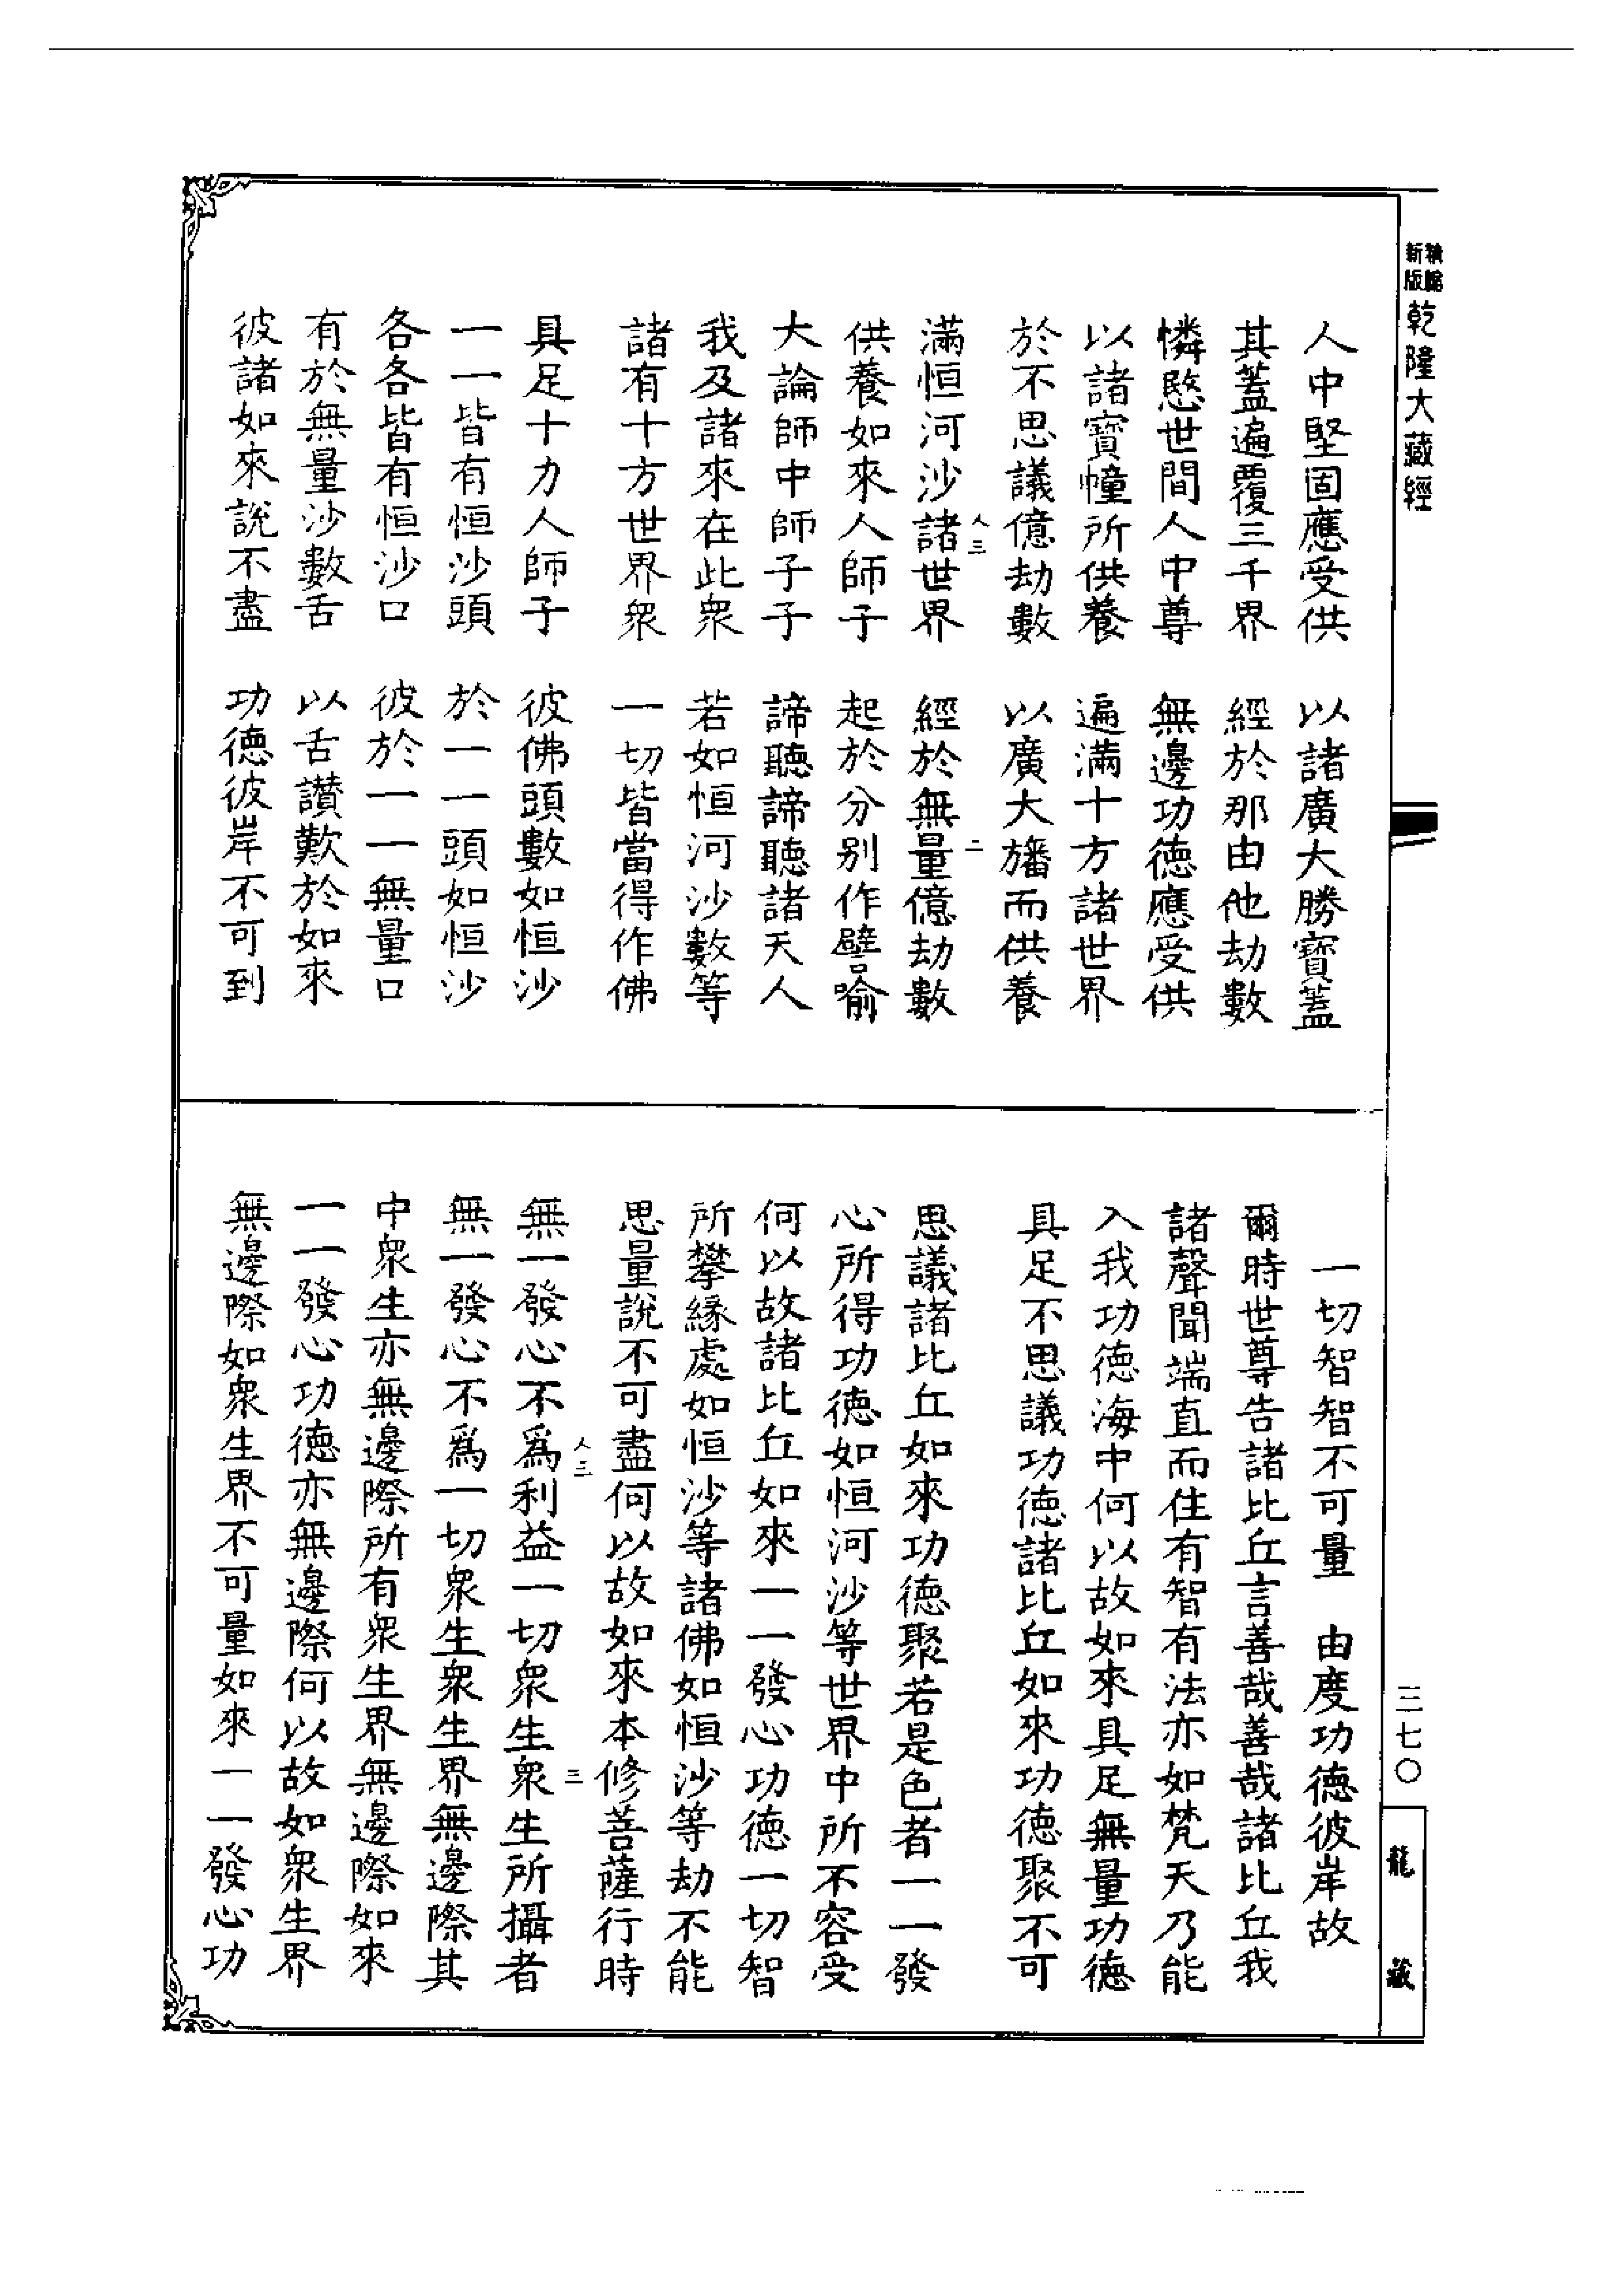 新版
精縮
乾隆大藏經
人中堅固應受供　以諸廣大勝寶蓋
其蓋遍覆三千界　經於那由他劫數
憐愍世間人中尊　無邊功德應受供
以諸寶幢所供養　遍滿十方諸世界
於不思議億劫數　以廣大旛而供養
人三　二
滿恒河沙諸世界　經於無量億劫數
供養如來人師子　起於分別作譬喻
大論師中師子子　諦聽諦聽諸天人
我及諸來在此衆　若如恒河沙數等
諸有十方世界衆　一切皆當得作佛
具足十力人師子　彼佛頭數如恒沙
一一皆有恒沙頭　於一一頭如恒沙
各各皆有恒沙口　彼於一一無量口
有於無量沙數舌　以舌讃歎於如來
彼諸如來說不盡　功德彼岸不可到
一切智智不可量　由度功德彼岸故
爾時世尊告諸比丘言善哉善哉諸比丘我
諸聲聞端直而住有智有法亦如梵天乃能
入我功德海中何以故如來具足無量功德
具足不思議功德諸比丘如來功德聚不可
思議諸比丘如來功德聚若是色者一一發
心所得功德如恒河沙等世界中所不容受
何以故諸比丘如來一一發心功德一切智
所攀緣處如恒沙等諸佛如恒沙等劫不能
思量說不可盡何以故如來本修菩薩行時
人三　三
無一發心不爲利益一切衆生衆生所攝者
無一發心不爲一切衆生衆生界無邊際其
中衆生亦無邊際所有衆生界無邊際如來
一一發心功德亦無邊際何以故如衆生界
無邊際如衆生界不可量如來一一發心功
三七〇
龍藏